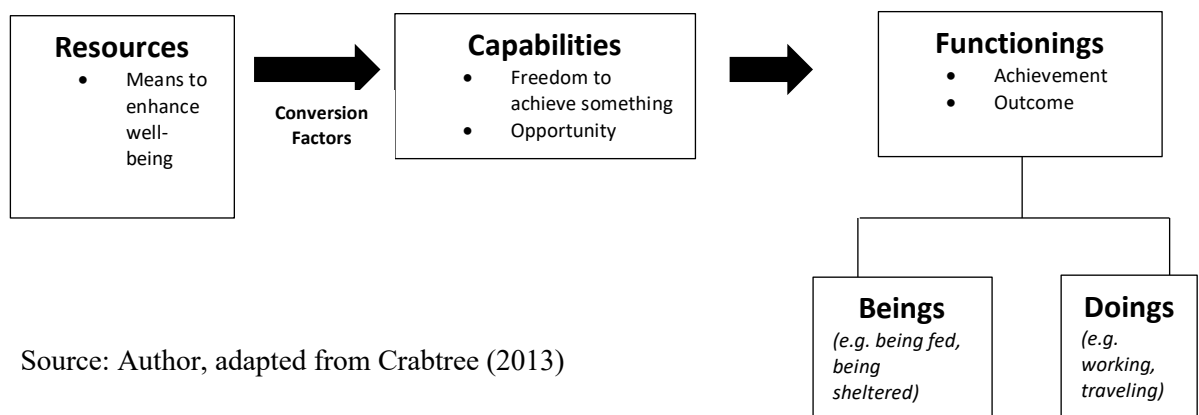 Resources
• Means to
enhance
well-
being
Conversion
Factors
Capabilities
• Freedom to
achieve something
• Opportunity
Functionings
• Achievement
• Outcome
Beings
(e.g. being fed,
being
sheltered)
Doings
(e.g.
working,
traveling)
Source: Author, adapted from Crabtree (2013)